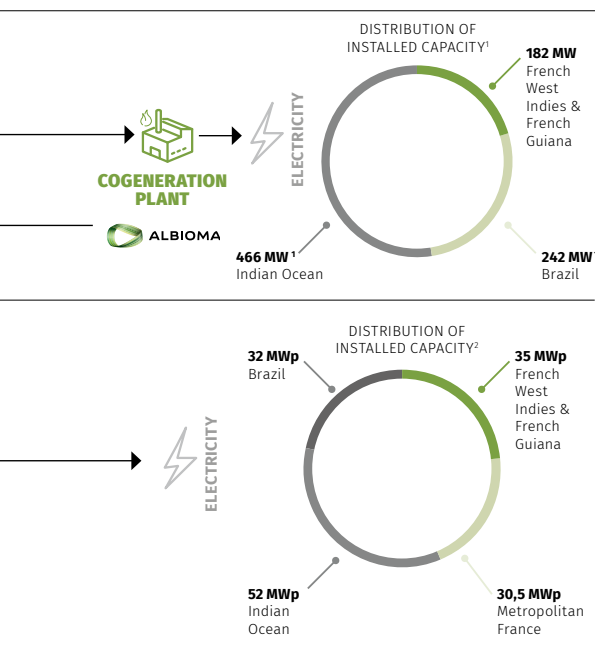 DISTRIBUTION OF
INSTALLED CAPACITY¹
182 MW
French
West
Indies &
French
Guiana
ELECTRICITY
COGENERATION
PLANT
ALBIOMA
466 MW ¹
Indian Ocean
242 MW
Brazil
DISTRIBUTION OF
INSTALLED CAPACITY²
32 MWp
Brazil
35 MWp
French
West
Indies &
French
Guiana
ELECTRICITY
52 MWp
Indian
Ocean
30,5 MWp
Metropolitan
France